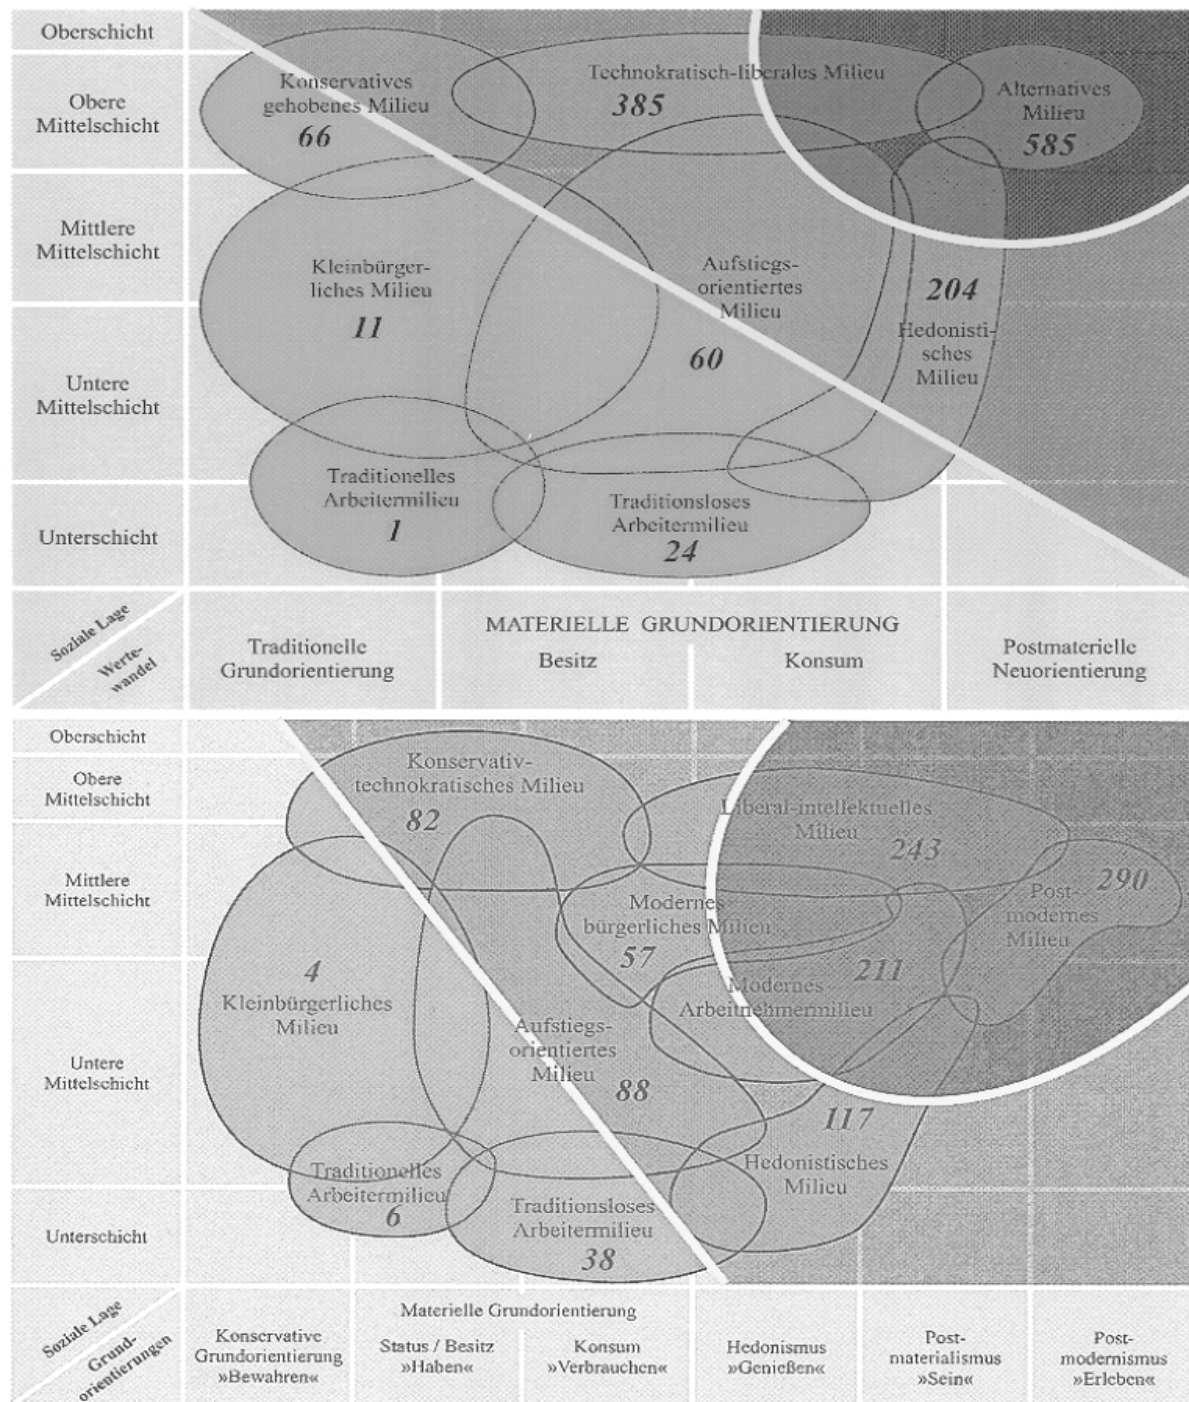 Oberschicht
Obere
Mittelschicht
Mittlere
Mittelschicht
Untere
Mittelschicht
Unterschicht
Konservatives
gehobenes Milieu
66
Technokratisch-liberales Milieu
385
Alternatives
Milieu
585
Kleinbürger-
liches Milieu
11
Aufstiegs-
orientiertes
Milieu
60
204
Hedonisti-
sches
Milieu
Traditionelles
Arbeitermilieu
1
Traditionsloses
Arbeitermilieu
24
Soziale Lage
Werte-
wandel
Traditionelle
Grundorientierung
MATERIELLE GRUNDORIENTIERUNG
Besitz
Konsum
Postmaterielle
Neuorientierung
Oberschicht
Obere
Mittelschicht
Mittlere
Mittelschicht
Untere
Mittelschicht
Unterschicht
Konservativ-
technokratisches Milieu
82
Liberal-intellektuelles
Milieu
243
290
Post-
modernes
Milieu
Modernes
bürgerliches Milieu
57
211
Modernes
Arbeitnehmermilieu
4
Kleinbürgerliches
Milieu
Aufstiegs-
orientiertes
Milieu
88
117
Hedonistisches
Milieu
Traditionelles
Arbeitermilieu
6
Traditionsloses
Arbeitermilieu
38
Soziale Lage
Grund-
orientierungen
Konservative
Grundorientierung
»Bewahren«
Materielle Grundorientierung
Status / Besitz
»Haben«
Konsum
»Verbrauchen«
Hedonismus
»Genießen«
Post-
materialismus
»Sein«
Post-
modernismus
»Erleben«